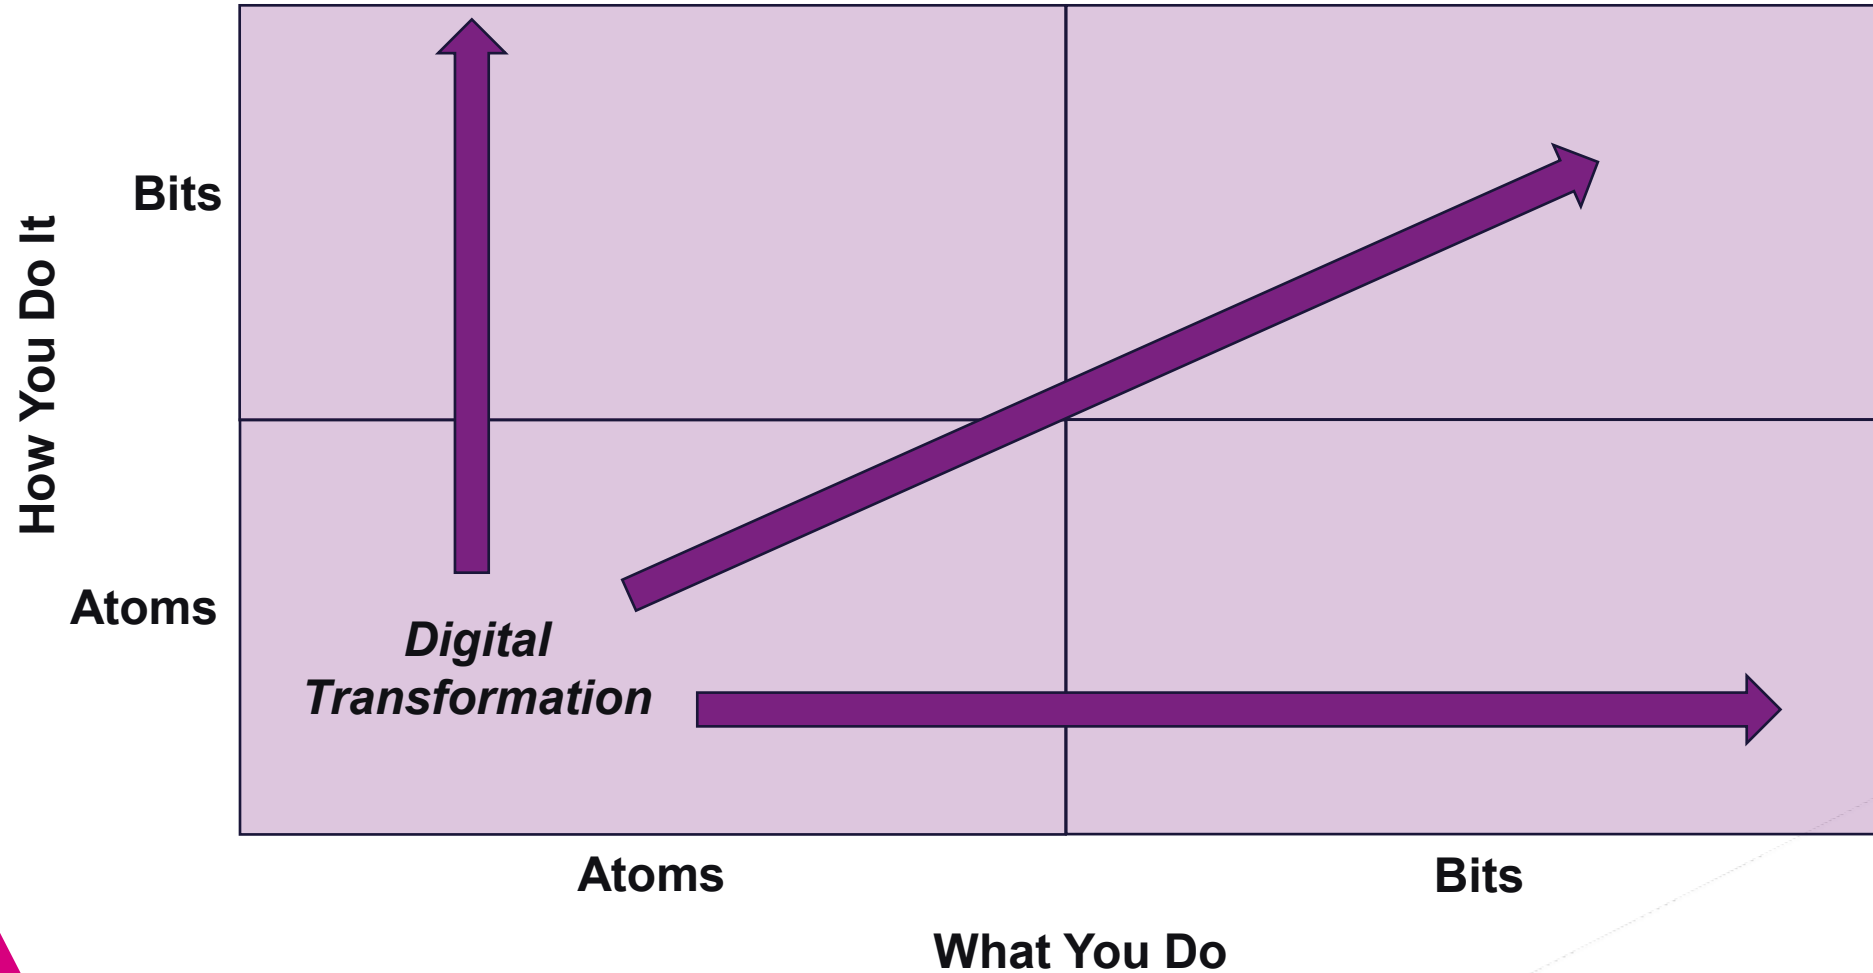 How You Do It
Bits
Atoms
Digital
Transformation
Atoms
Bits
What You Do